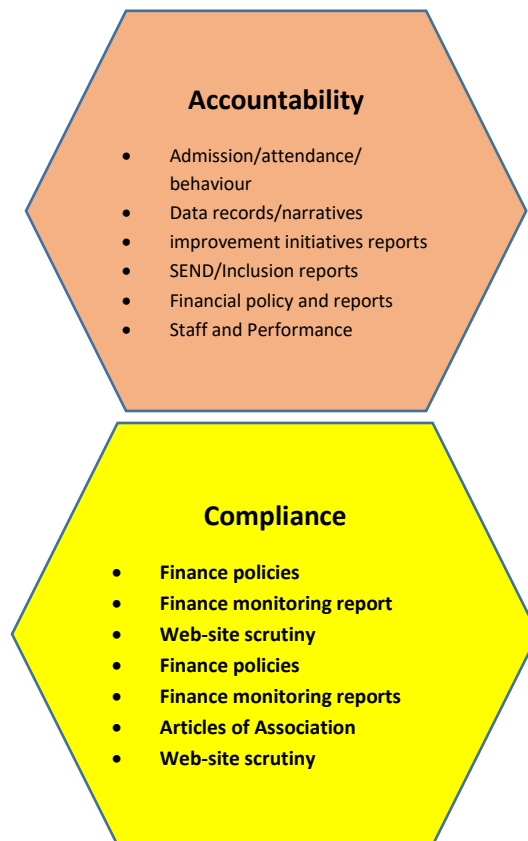 Accountability
• Admission/attendance/
behaviour
• Data records/narratives
• improvement initiatives reports
• SEND/Inclusion reports
• Financial policy and reports
• Staff and Performance
Compliance
• Finance policies
• Finance monitoring report
• Web-site scrutiny
• Finance policies
• Finance monitoring reports
• Articles of Association
• Web-site scrutiny